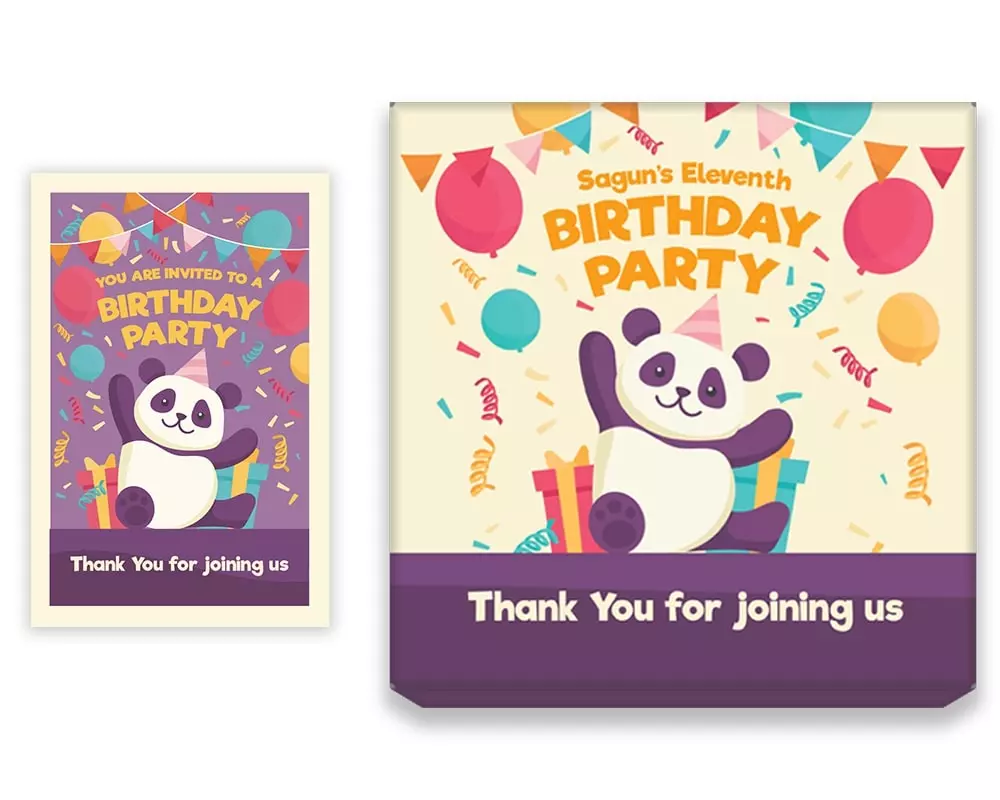 YOU ARE INVITED TO A
BIRTHDAY
PARTY
Thank You for joining us
Sagun's Eleventh
BIRTHDAY
PARTY
Thank You for joining us